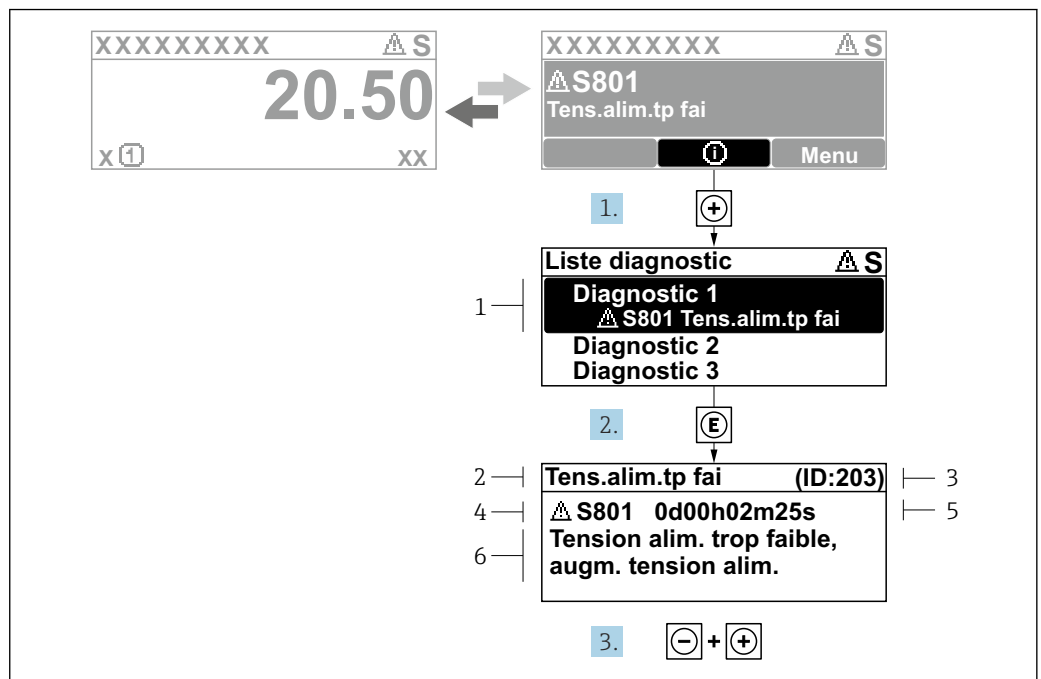 XXXXXXXXX ⚠ S
20.50
x ① xx
XXXXXXXXX ⚠ S
⚠S801
Tens.alim.tp fai
ⓘ Menu
1. +
Liste diagnostic ⚠ S
1
Diagnostic 1
⚠ S801 Tens.alim.tp fai
Diagnostic 2
Diagnostic 3
2. E
2 Tens.alim.tp fai (ID:203) 3
4 ⚠ S801 0d00h02m25s 5
6
Tension alim. trop faible,
augm. tension alim.
3. - + +